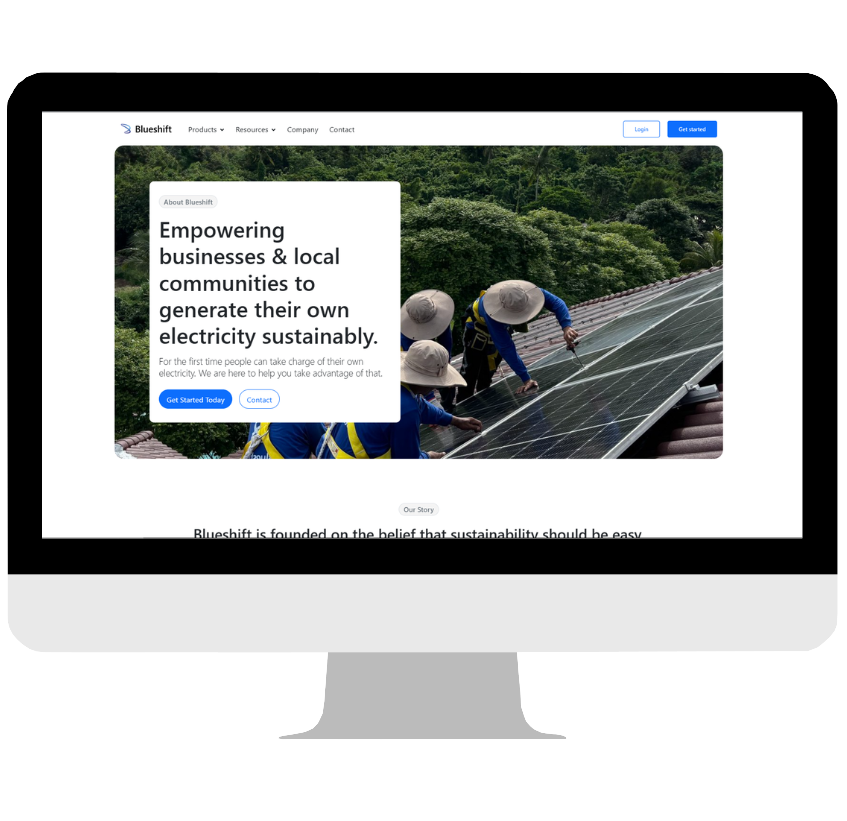 Blueshift Products Resources Company Contact Login Get started
About Blueshift
Empowering
businesses & local
communities to
generate their own
electricity sustainably.
For the first time people can take charge of their own
electricity. We are here to help you take advantage of that.
Get Started Today Contact
Our Story
Blueshift is founded on the belief that sustainability should be easy